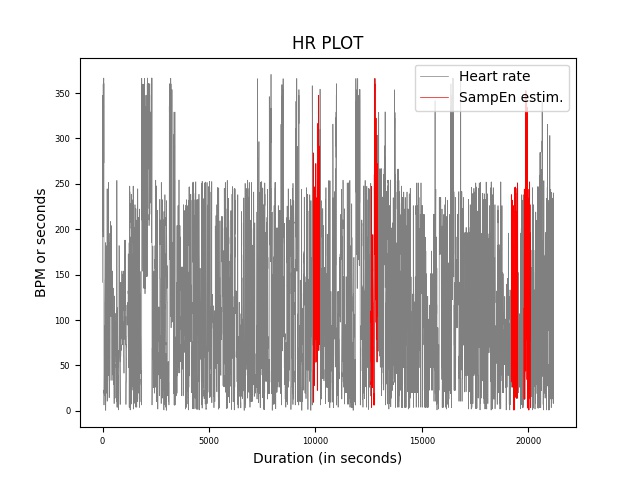 HR PLOT
Heart rate
SampEn estim.
BPM or seconds
350
300
250
200
150
100
50
0
0 5000 10000 15000 20000
Duration (in seconds)